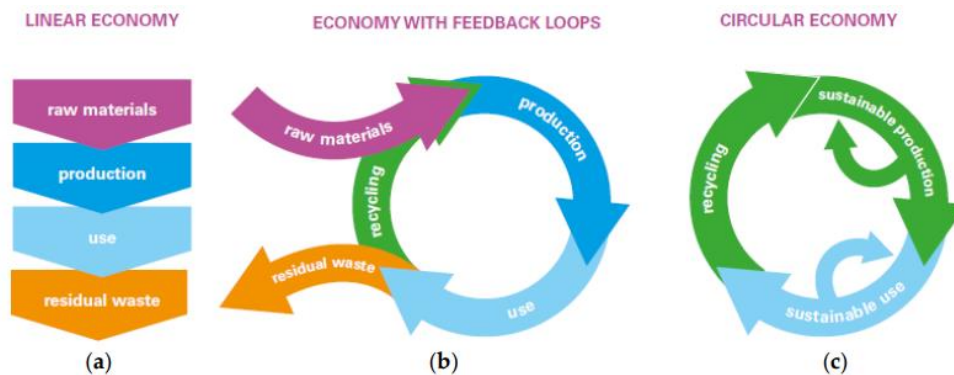 LINEAR ECONOMY
raw materials
production
use
residual waste
(a)
ECONOMY WITH FEEDBACK LOOPS
raw materials
production
recycling
residual waste
use
(b)
CIRCULAR ECONOMY
recycling
sustainable production
sustainable use
(c)